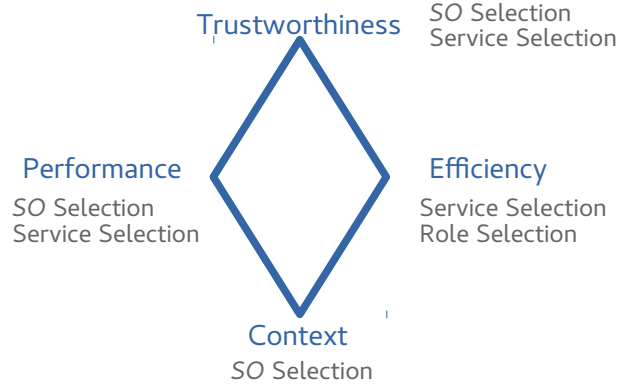 Trustworthiness
SO Selection
Service Selection
Performance
SO Selection
Service Selection
Efficiency
Service Selection
Role Selection
Context
SO Selection